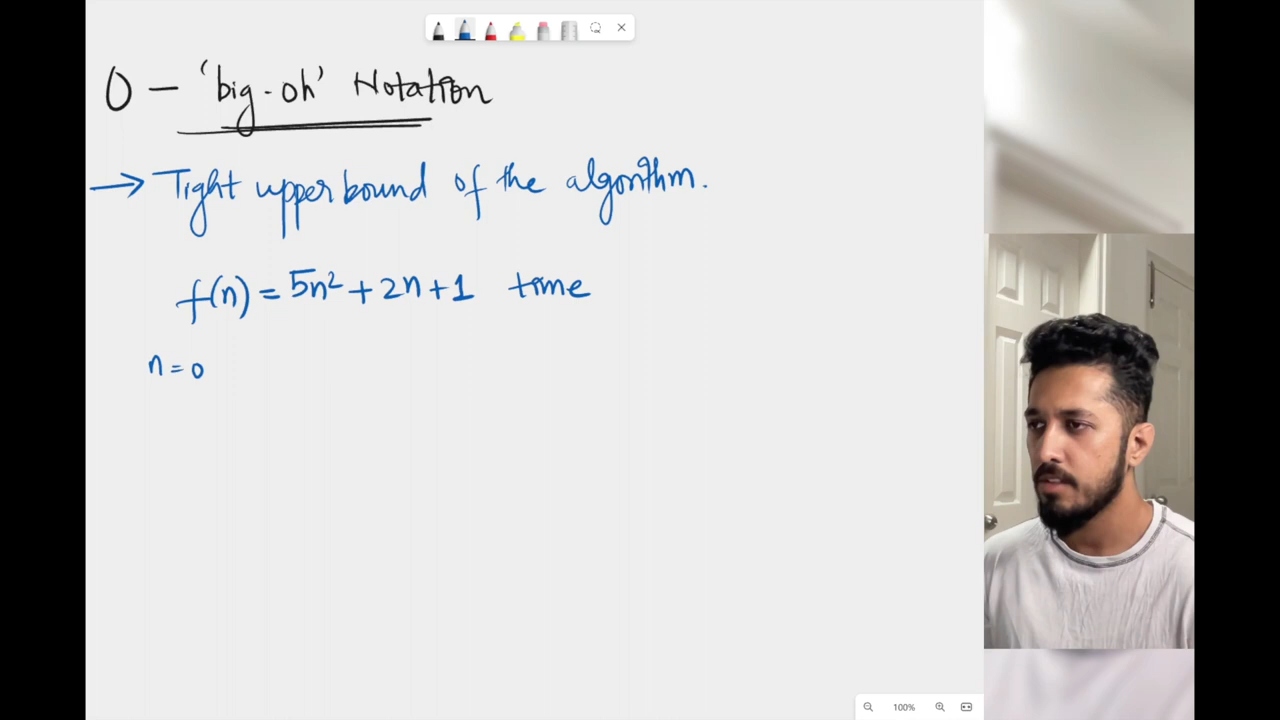 O - 'big-oh' Notation
→ Tight upper bound of the algorithm.
f(n) = 5n² + 2n + 1 time
n = 0
100%